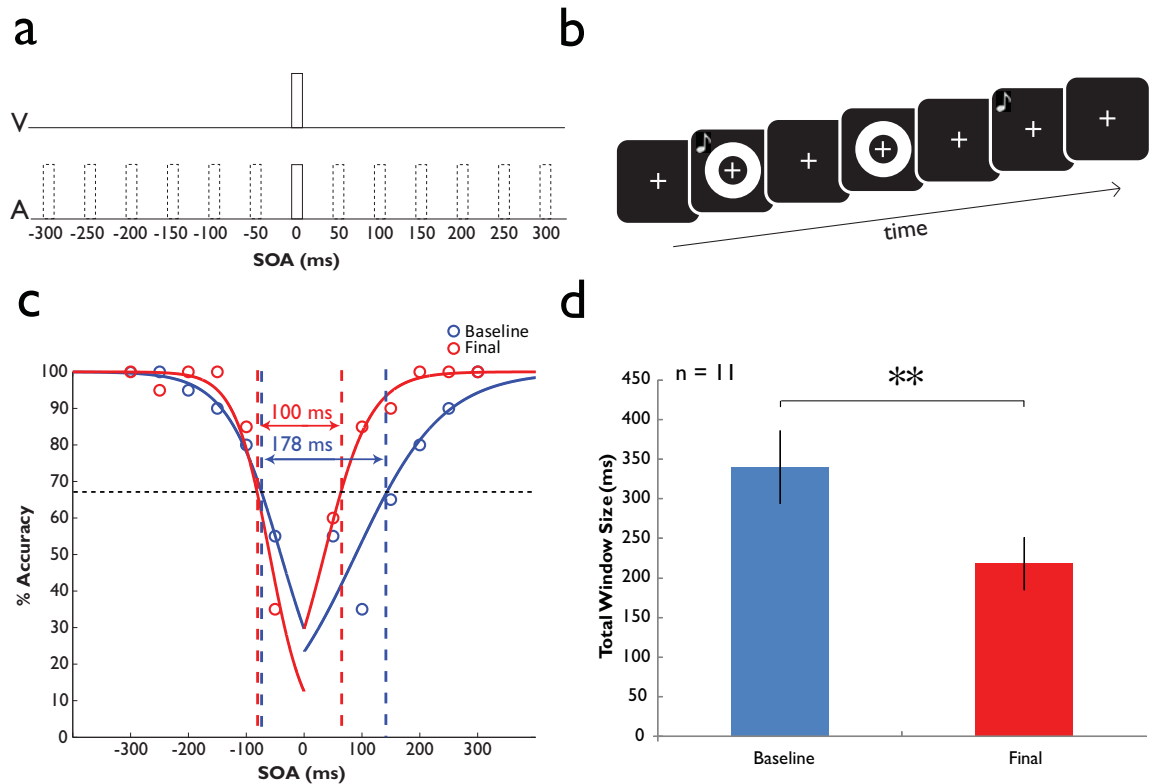 a
V
A
-300 -250 -200 -150 -100 -50 0 50 100 150 200 250 300
SOA (ms)
b
time
c
Baseline
Final
100
90
80
70
60
50
40
30
20
10
0
% Accuracy
100 ms
178 ms
-300 -200 -100 0 100 200 300
SOA (ms)
d
n = 11
**
450
400
350
300
250
200
150
100
50
0
Total Window Size (ms)
Baseline Final